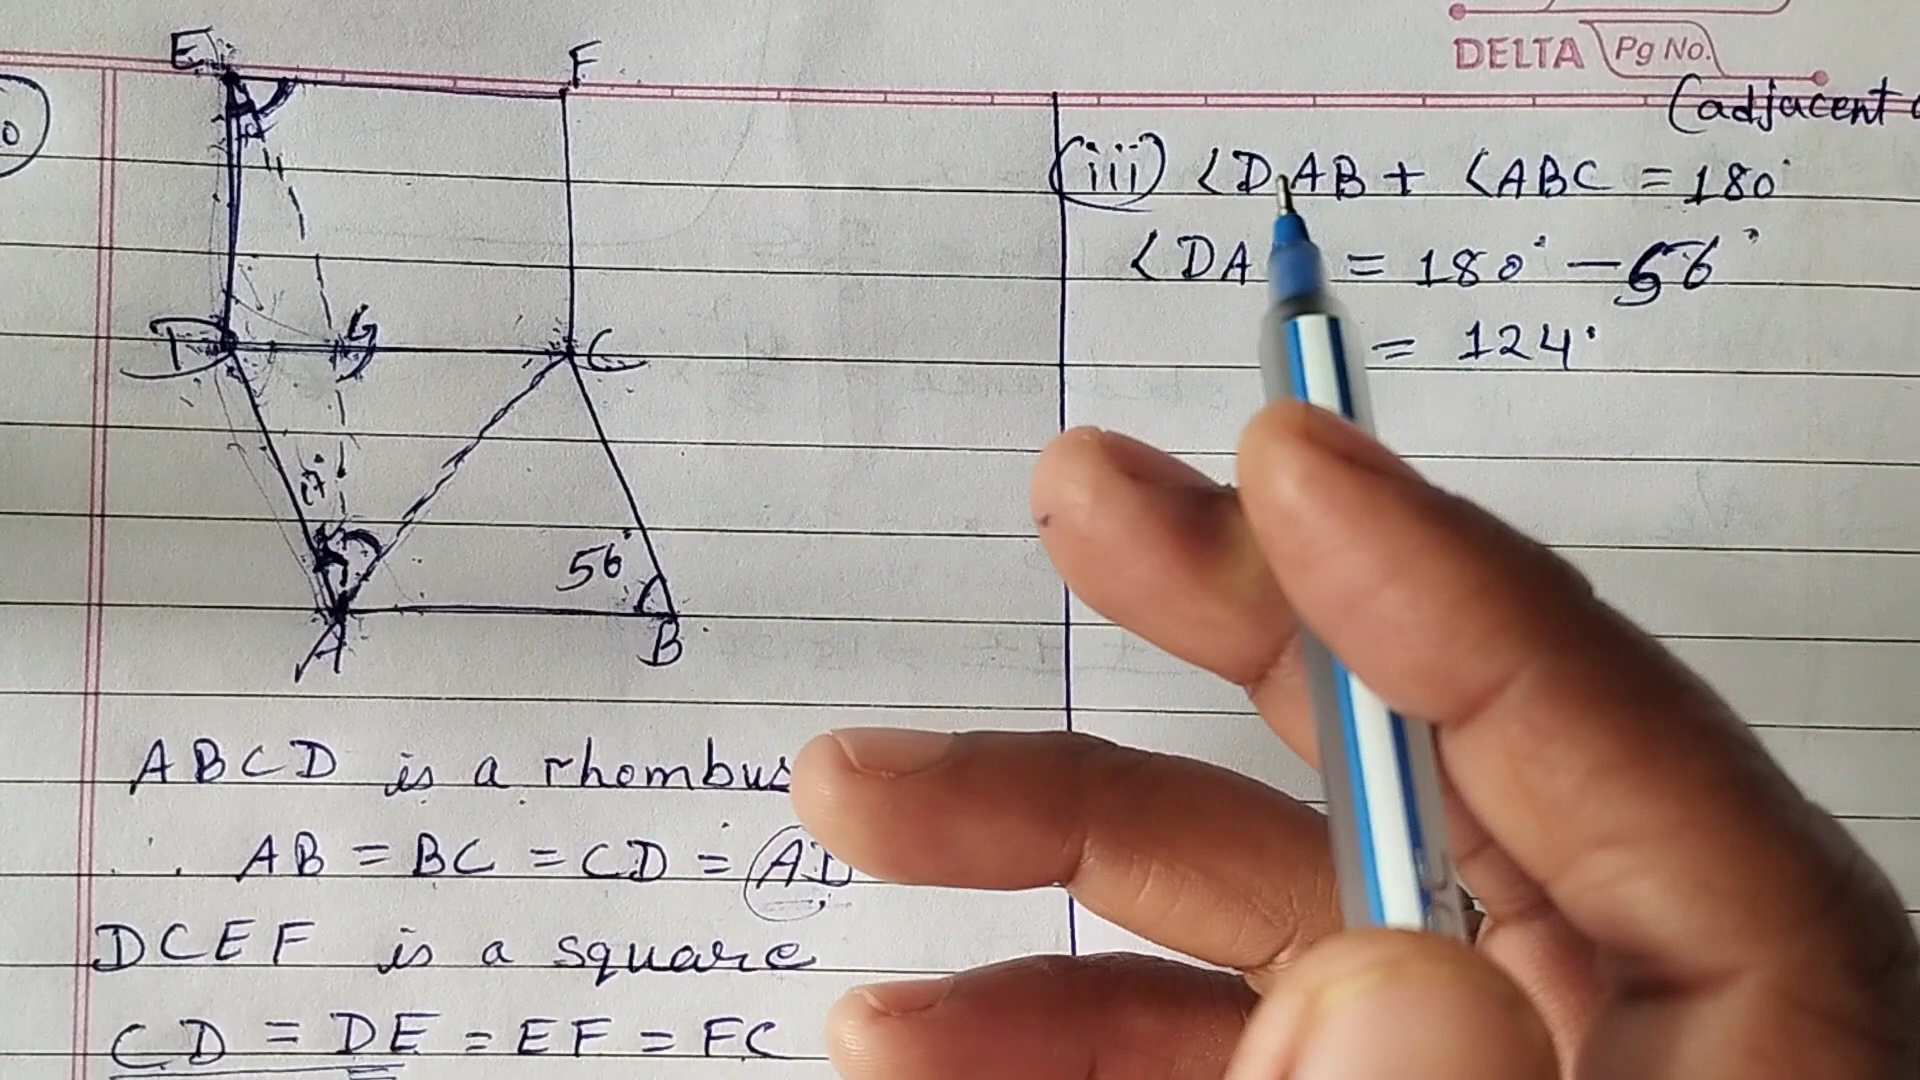 E
F
D
G
C
17°
56°
A
B
ABCD is a rhombus
∴ AB = BC = CD = AD
DCEF is a square
CD = DE = EF = FC
DELTA Pg No.
(adjacent
(iii) <DAB + <ABC = 180°
<DA = 180° - 56°
= 124°